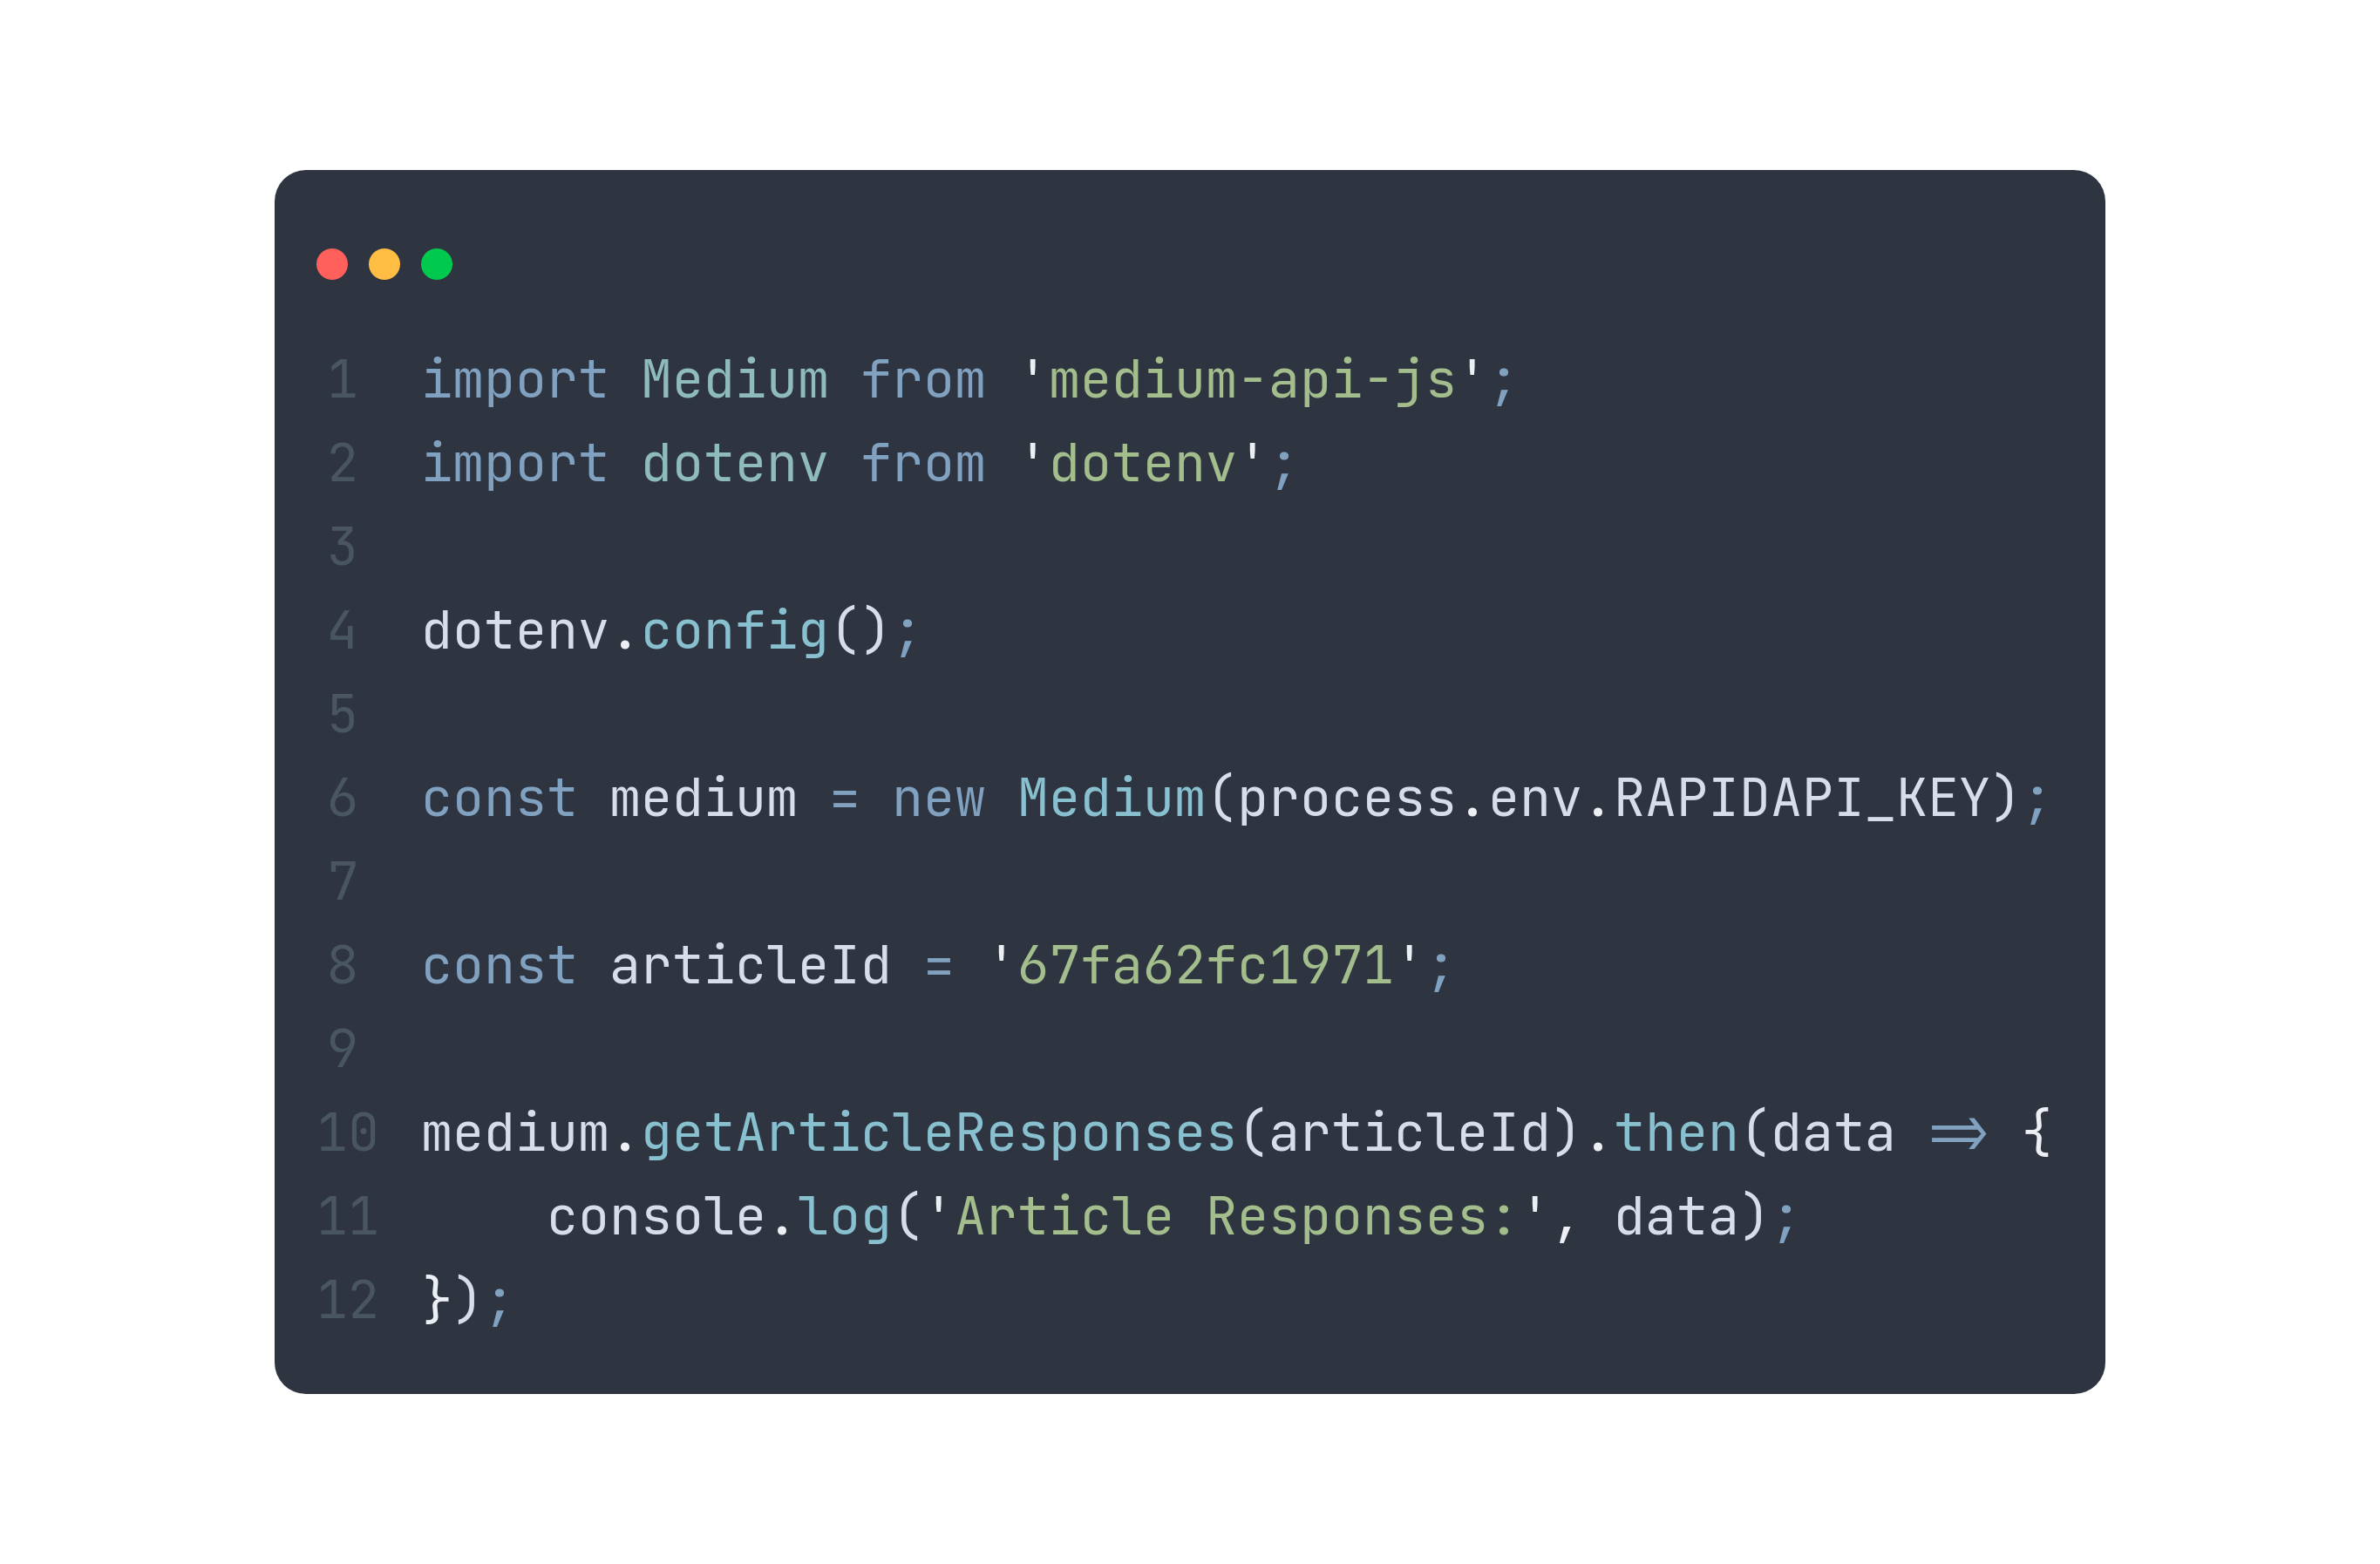 1 import Medium from 'medium-api-js';
2 import dotenv from 'dotenv';
3
4 dotenv.config();
5
6 const medium = new Medium(process.env.RAPIDAPI_KEY);
7
8 const articleId = '67fa62fc1971';
9
10 medium.getArticleResponses(articleId).then(data => {
11     console.log('Article Responses:', data);
12 });